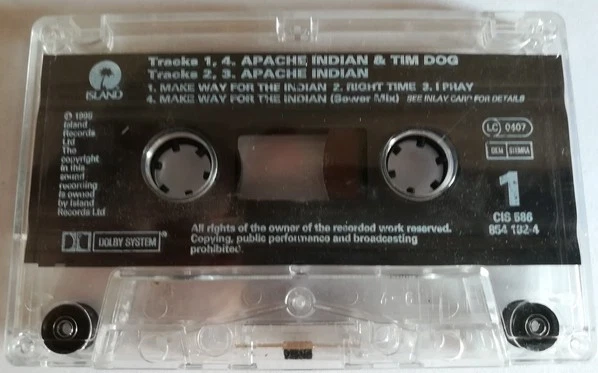 Tracks 1, 4. APACHE INDIAN & TIM DOG
Tracks 2, 3. APACHE INDIAN
1. MAKE WAY FOR THE INDIAN 2. RIGHT TIME 3. I PRAY
4. MAKE WAY FOR THE INDIAN (Sewer Mix) SEE INLAY CARD FOR DETAILS
ISLAND
℗ 1995
Island
Records
Ltd
The
copyright
in this
sound
recording
is owned
by Island
Records Ltd
LC 0407
BIEM STEMRA
1
CIS 586
854 192-4
DOLBY SYSTEM®
All rights of the owner of the recorded work reserved.
Copying, public performance and broadcasting
prohibited.